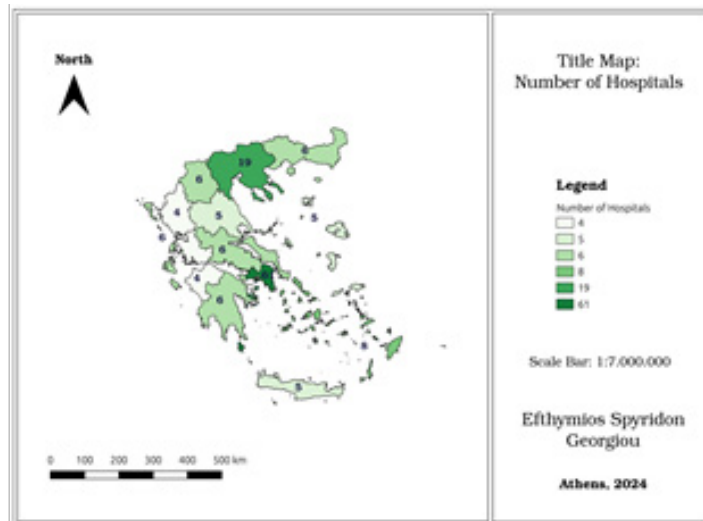 North
Title Map:
Number of Hospitals
19
6
6
4
5
5
6
6
4
6
8
5
Legend
Number of Hospitals
4
5
6
8
19
61
Scale Bar: 1:7.000.000
Efthymios Spyridon
Georgiou
Athens, 2024
0 100 200 300 400 500 km